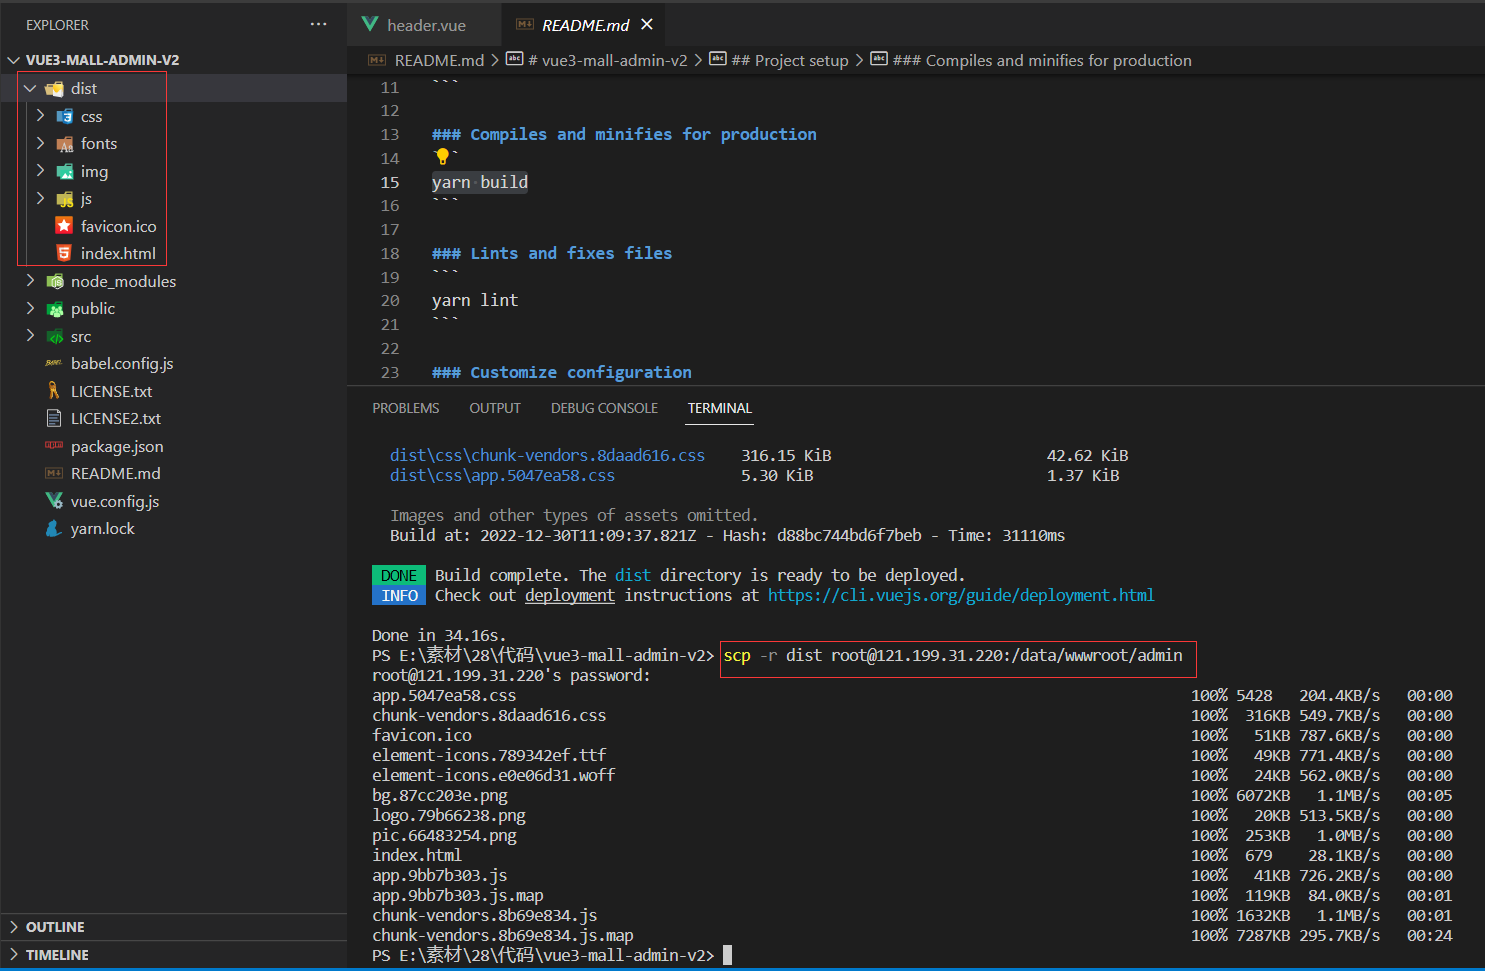 EXPLORER
VUE3-MALL-ADMIN-V2
dist
css
fonts
img
js
favicon.ico
index.html
node_modules
public
src
babel.config.js
LICENSE.txt
LICENSE2.txt
package.json
README.md
vue.config.js
yarn.lock
OUTLINE
TIMELINE
header.vue
README.md
README.md > # vue3-mall-admin-v2 > ## Project setup > ### Compiles and minifies for production
11 ```
12
13 ### Compiles and minifies for production
14 ```
15 yarn build
16 ```
17
18 ### Lints and fixes files
19 ```
20 yarn lint
21 ```
22
23 ### Customize configuration
PROBLEMS OUTPUT DEBUG CONSOLE TERMINAL
dist\css\chunk-vendors.8daad616.css 316.15 KiB 42.62 KiB
dist\css\app.5047ea58.css 5.30 KiB 1.37 KiB
Images and other types of assets omitted.
Build at: 2022-12-30T11:09:37.821Z - Hash: d88bc744bd6f7beb - Time: 31110ms
DONE Build complete. The dist directory is ready to be deployed.
INFO Check out deployment instructions at https://cli.vuejs.org/guide/deployment.html
Done in 34.16s.
PS E:\素材\28\代码\vue3-mall-admin-v2> scp -r dist root@121.199.31.220:/data/wwwroot/admin
root@121.199.31.220's password:
app.5047ea58.css 100% 5428 204.4KB/s 00:00
chunk-vendors.8daad616.css 100% 316KB 549.7KB/s 00:00
favicon.ico 100% 51KB 787.6KB/s 00:00
element-icons.789342ef.ttf 100% 49KB 771.4KB/s 00:00
element-icons.e0e06d31.woff 100% 24KB 562.0KB/s 00:00
bg.87cc203e.png 100% 6072KB 1.1MB/s 00:05
logo.79b66238.png 100% 20KB 513.5KB/s 00:00
pic.66483254.png 100% 253KB 1.0MB/s 00:00
index.html 100% 679 28.1KB/s 00:00
app.9bb7b303.js 100% 41KB 726.2KB/s 00:00
app.9bb7b303.js.map 100% 119KB 84.0KB/s 00:01
chunk-vendors.8b69e834.js 100% 1632KB 1.1MB/s 00:01
chunk-vendors.8b69e834.js.map 100% 7287KB 295.7KB/s 00:24
PS E:\素材\28\代码\vue3-mall-admin-v2>